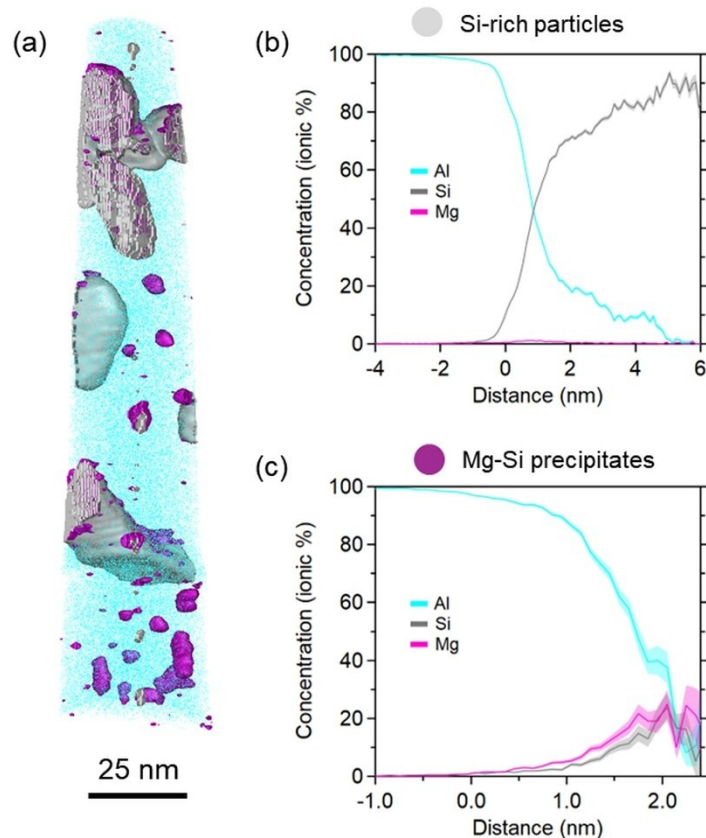 (a)
25 nm
(b)
Si-rich particles
Concentration (ionic %)
100
80
60
40
20
0
Al
Si
Mg
-4 -2 0 2 4 6
Distance (nm)
(c)
Mg-Si precipitates
Concentration (ionic %)
100
80
60
40
20
0
Al
Si
Mg
-1.0 0.0 1.0 2.0
Distance (nm)